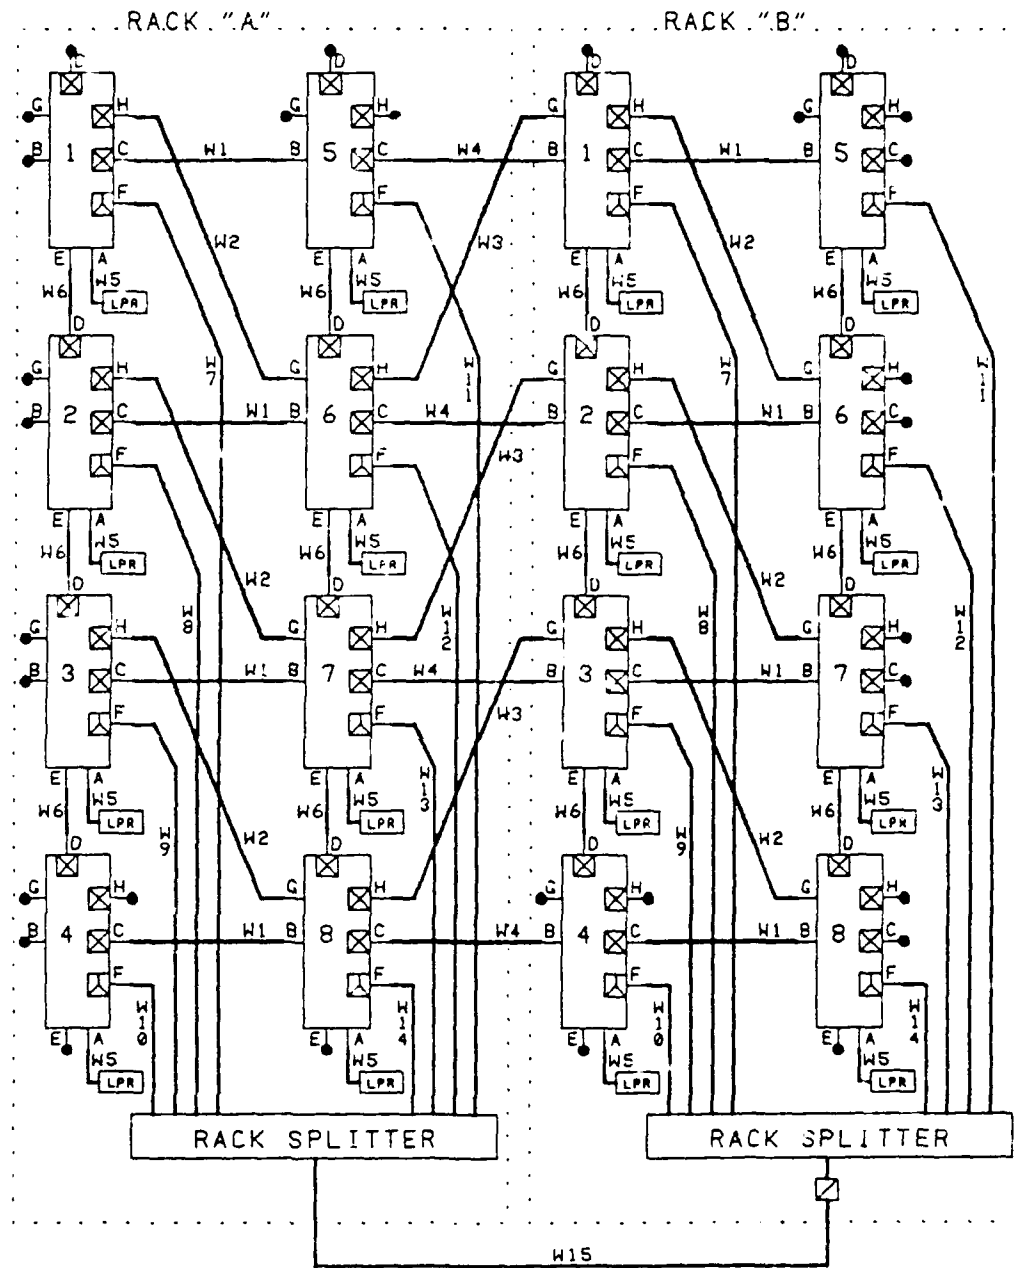 RACK "A" RACK "B"
D D D D
G H G H G H G H
B 1 C W1 B 5 C W4 B 1 C W1 B 5 C
F F F F
W2 W3 W2
E A E A E A E A
W6 W5 W6 W5 W6 W5 W6 W5
LPR LPR LPR LPR
D D D D
W7 W11 W7 W11
G H G H G H G H
B 2 C W1 B 6 C W4 B 2 C W1 B 6 C
F F W3 F F
E A E A E A E A
W6 W5 W6 W5 W6 W5 W6 W5
LPR LPR LPR LPR
W2 W2
D D D D
W8 W12 W8 W12
G H G H G H G H
B 3 C W1 B 7 C W4 B 3 C W1 B 7 C
F F W3 F F
E A E A E A E A
W6 W5 W6 W13 W5 W6 W5 W6 W13 W5
LPR LPR LPR LPR
W9 W2 W9 W2
D D D D
G H G H G H G H
B 4 C W1 B 8 C W4 B 4 C W1 B 8 C
F F F F
W10 W14 W10 W14
E A E A E A E A
W5 W5 W5 W5
LPR LPR LPR LPR
RACK SPLITTER RACK SPLITTER
W15